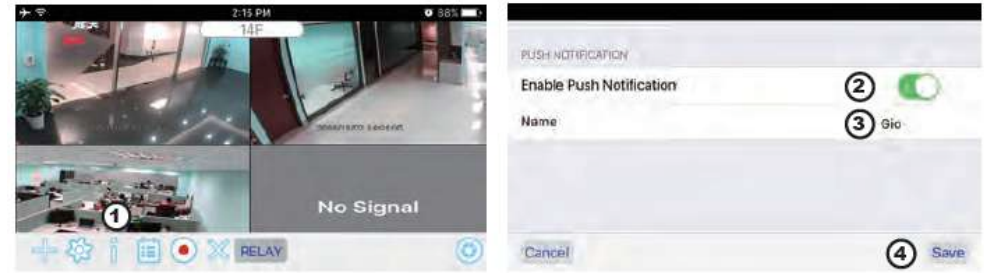 2:15 PM
88%
14F
No Signal
1
RELAY
PUSH NOTIFICATION
Enable Push Notification
2
Name
3 Gio
Cancel
4 Save